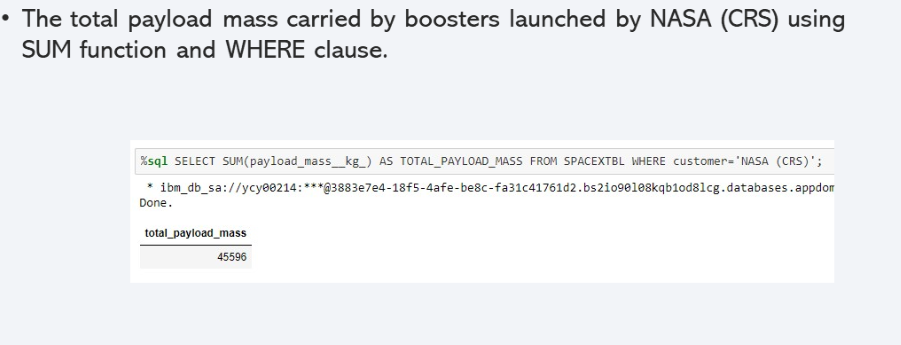 • The total payload mass carried by boosters launched by NASA (CRS) using
SUM function and WHERE clause.
%sql SELECT SUM(payload_mass__kg_) AS TOTAL_PAYLOAD_MASS FROM SPACEXTBL WHERE customer='NASA (CRS)';
* ibm_db_sa://ycy00214:***@3883e7e4-18f5-4afe-be8c-fa31c41761d2.bs2io90l08kqb1od8lcg.databases.appdom
Done.
total_payload_mass
45596